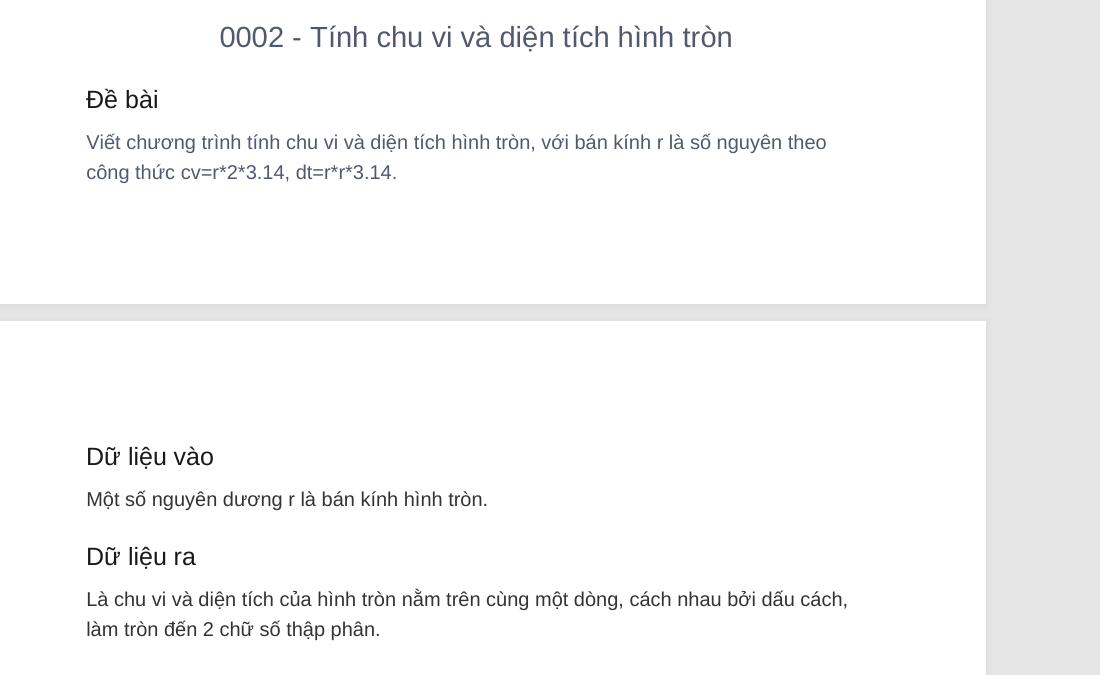 0002 - Tính chu vi và diện tích hình tròn
Đề bài
Viết chương trình tính chu vi và diện tích hình tròn, với bán kính r là số nguyên theo
công thức cv=r*2*3.14, dt=r*r*3.14.
Dữ liệu vào
Một số nguyên dương r là bán kính hình tròn.
Dữ liệu ra
Là chu vi và diện tích của hình tròn nằm trên cùng một dòng, cách nhau bởi dấu cách,
làm tròn đến 2 chữ số thập phân.